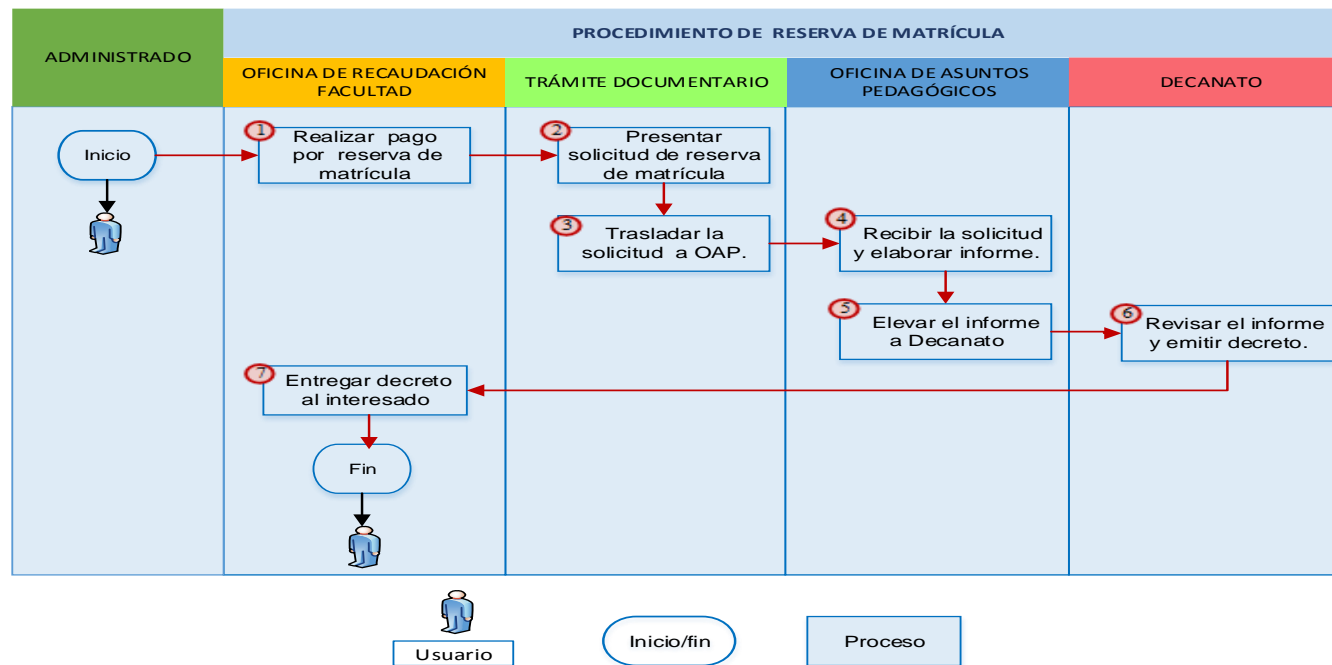 PROCEDIMIENTO DE RESERVA DE MATRÍCULA
ADMINISTRADO
OFICINA DE RECAUDACIÓN
FACULTAD
TRÁMITE DOCUMENTARIO
OFICINA DE ASUNTOS
PEDAGÓGICOS
DECANATO
Inicio
1
Realizar pago
por reserva de
matrícula
2
Presentar
solicitud de reserva
de matrícula
3
Trasladar la
solicitud a OAP.
4
Recibir la solicitud
y elaborar informe.
5
Elevar el informe
a Decanato
6
Revisar el informe
y emitir decreto.
7
Entregar decreto
al interesado
Fin
Usuario
Inicio/fin
Proceso